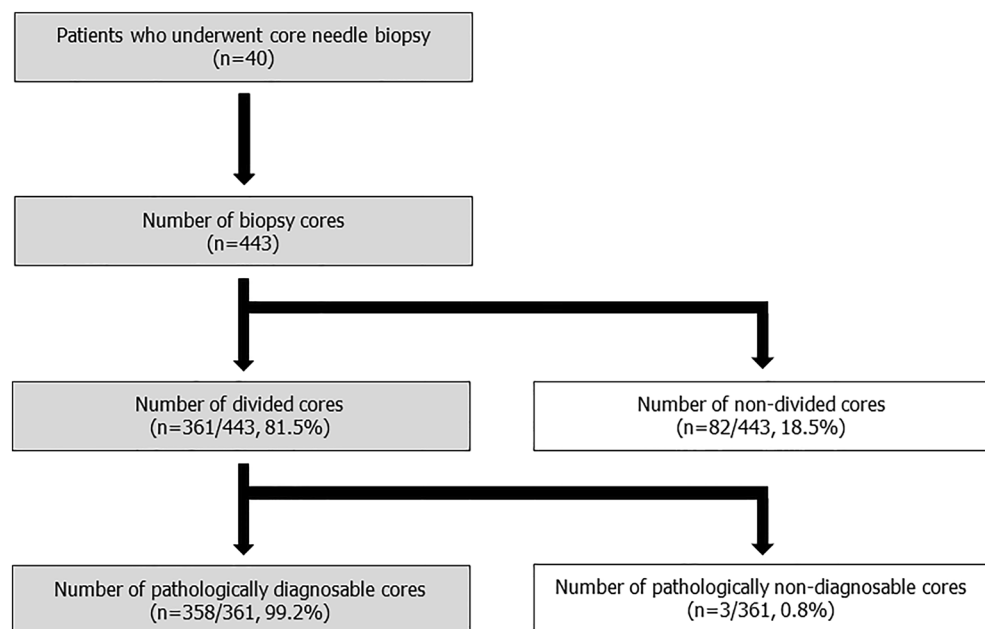 Patients who underwent core needle biopsy
(n=40)
Number of biopsy cores
(n=443)
Number of divided cores
(n=361/443, 81.5%)
Number of non-divided cores
(n=82/443, 18.5%)
Number of pathologically diagnosable cores
(n=358/361, 99.2%)
Number of pathologically non-diagnosable cores
(n=3/361, 0.8%)